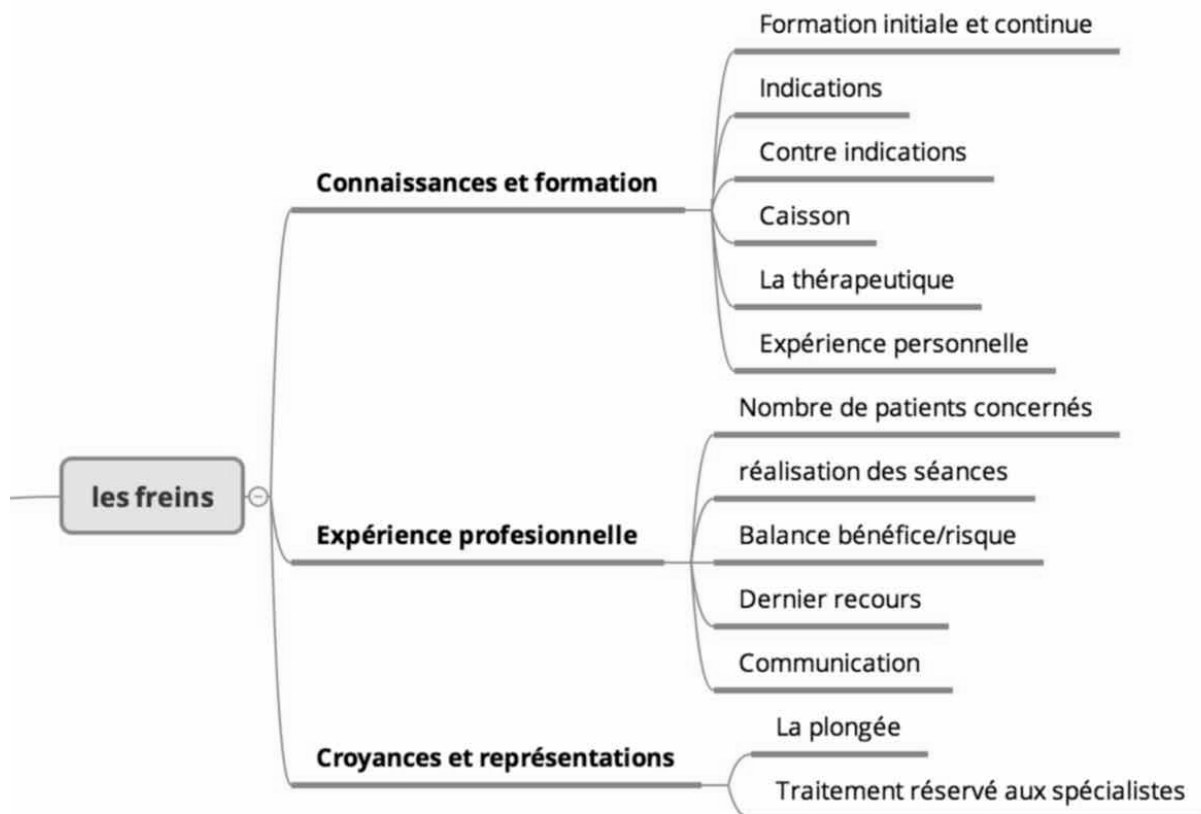 Formation initiale et continue
Indications
Contre indications
Connaissances et formation
Caisson
La thérapeutique
Expérience personnelle
Nombre de patients concernés
réalisation des séances
les freins
Expérience profesionnelle
Balance bénéfice/risque
Dernier recours
Communication
La plongée
Croyances et représentations
Traitement réservé aux spécialistes